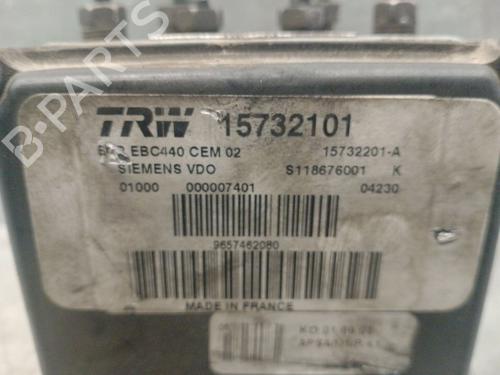 B-PARTS
TRW 15732101
EBC440 CEM 02 15732201-A
SIEMENS VDO S118676001 K
01000 000007401 04230
9657462080
MADE IN FRANCE